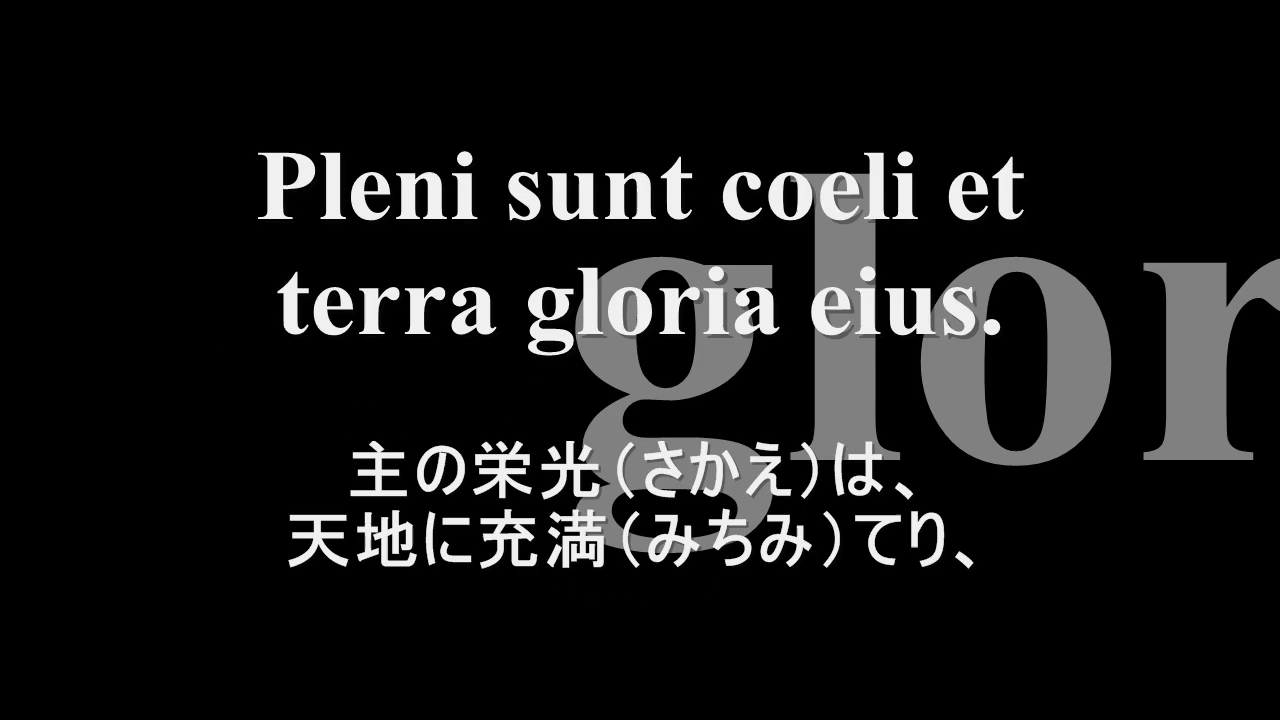 Pleni sunt coeli et
terra gloria eius.
glor
主の栄光（さかえ）は、
天地に充満（みちみ）てり、